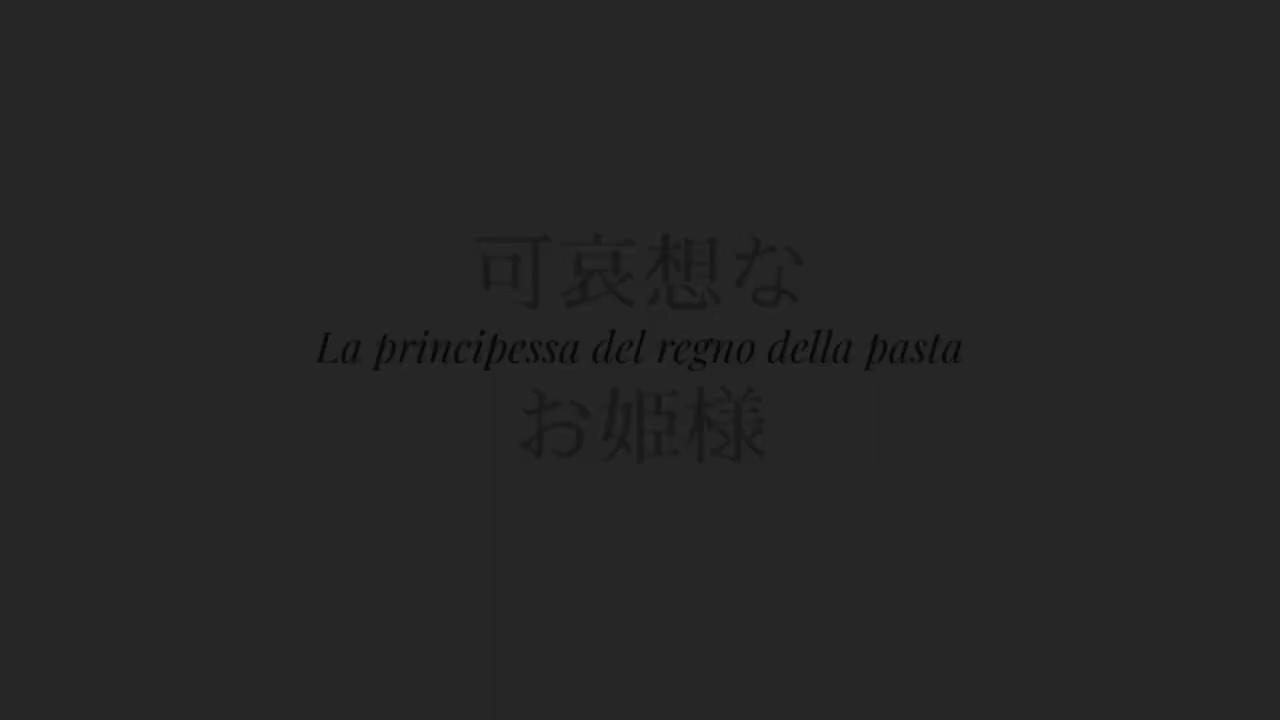 可哀想な
La principessa del regno della pasta
お姫様